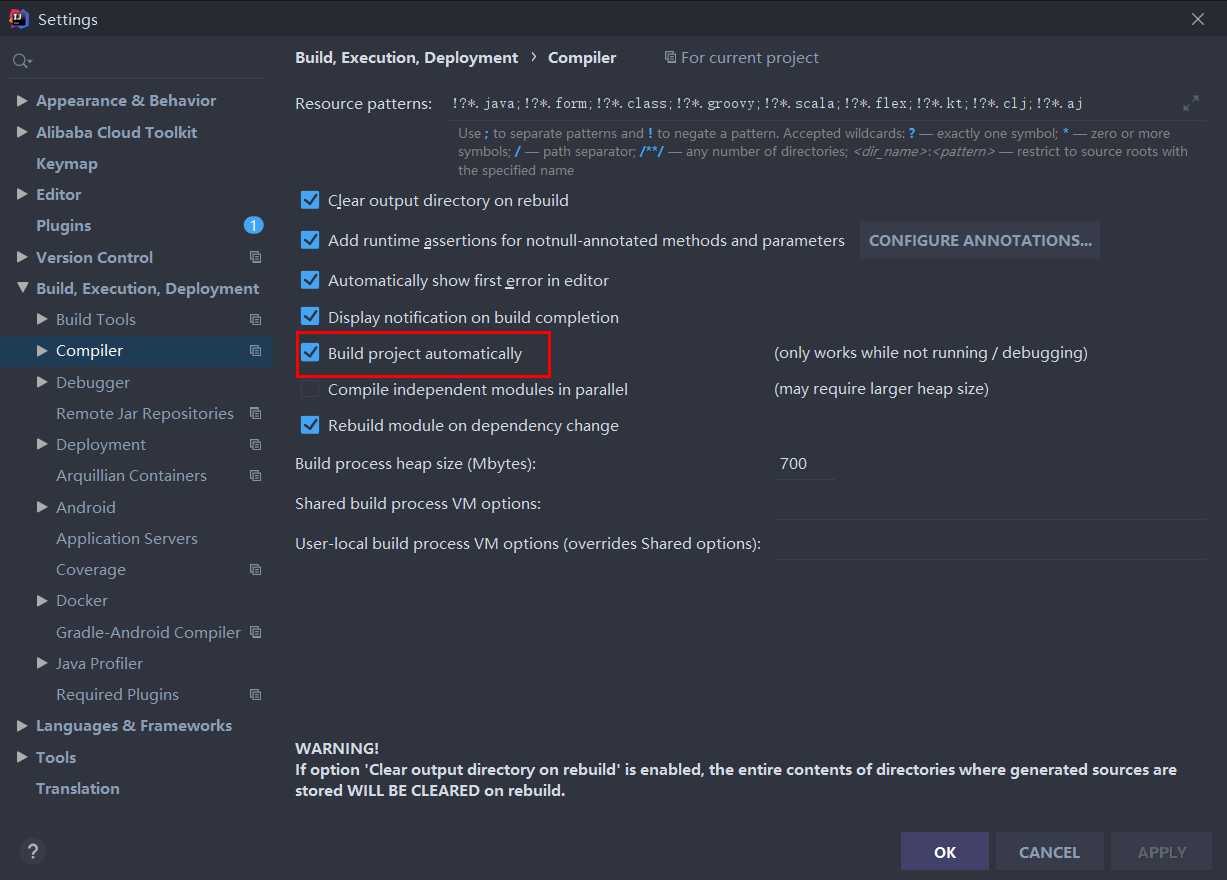 Settings
Appearance & Behavior
Alibaba Cloud Toolkit
Keymap
Editor
Plugins 1
Version Control
Build, Execution, Deployment
Build Tools
Compiler
Debugger
Remote Jar Repositories
Deployment
Arquillian Containers
Android
Application Servers
Coverage
Docker
Gradle-Android Compiler
Java Profiler
Required Plugins
Languages & Frameworks
Tools
Translation
?
Build, Execution, Deployment › Compiler For current project
Resource patterns: !?*.java;!?*.form;!?*.class;!?*.groovy;!?*.scala;!?*.flex;!?*.kt;!?*.clj;!?*.aj
Use ; to separate patterns and ! to negate a pattern. Accepted wildcards: ? — exactly one symbol; * — zero or more
symbols; / — path separator; /**/ — any number of directories; <dir_name>:<pattern> — restrict to source roots with
the specified name
Clear output directory on rebuild
Add runtime assertions for notnull-annotated methods and parameters CONFIGURE ANNOTATIONS...
Automatically show first error in editor
Display notification on build completion
Build project automatically (only works while not running / debugging)
Compile independent modules in parallel (may require larger heap size)
Rebuild module on dependency change
Build process heap size (Mbytes): 700
Shared build process VM options:
User-local build process VM options (overrides Shared options):
WARNING!
If option 'Clear output directory on rebuild' is enabled, the entire contents of directories where generated sources are
stored WILL BE CLEARED on rebuild.
OK CANCEL APPLY